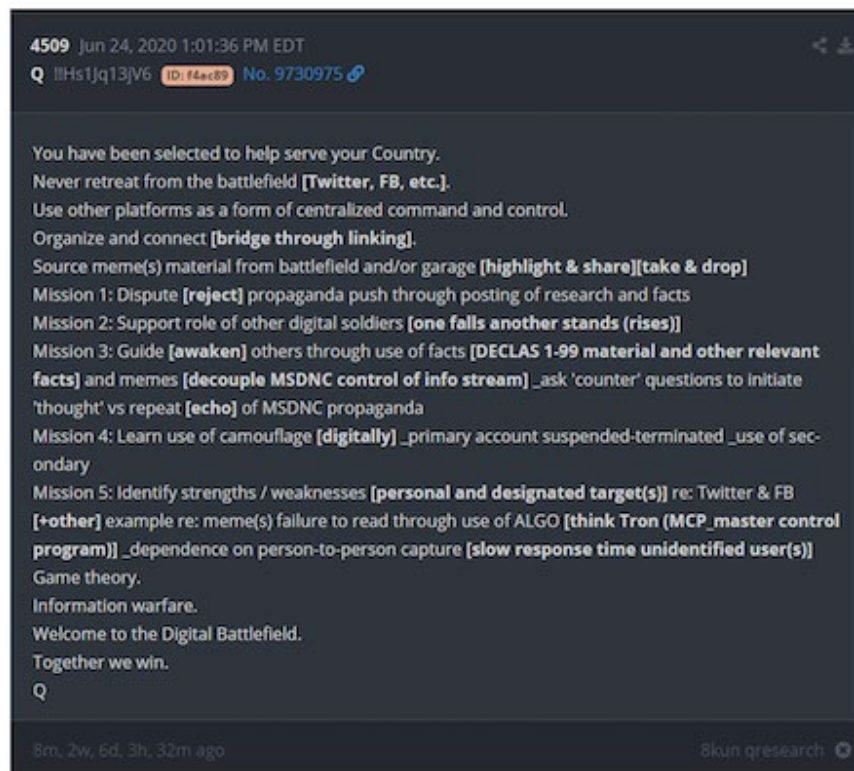 4509 Jun 24, 2020 1:01:36 PM EDT
Q !!Hs1Jq13jV6 ID: f4ac89 No. 9730975
You have been selected to help serve your Country.
Never retreat from the battlefield [Twitter, FB, etc.].
Use other platforms as a form of centralized command and control.
Organize and connect [bridge through linking].
Source meme(s) material from battlefield and/or garage [highlight & share][take & drop]
Mission 1: Dispute [reject] propaganda push through posting of research and facts
Mission 2: Support role of other digital soldiers [one falls another stands (rises)]
Mission 3: Guide [awaken] others through use of facts [DECLAS 1-99 material and other relevant
facts] and memes [decouple MSDNC control of info stream] _ask 'counter' questions to initiate
'thought' vs repeat [echo] of MSDNC propaganda
Mission 4: Learn use of camouflage [digitally] _primary account suspended-terminated _use of sec-
ondary
Mission 5: Identify strengths / weaknesses [personal and designated target(s)] re: Twitter & FB
[+other] example re: meme(s) failure to read through use of ALGO [think Tron (MCP_master control
program)] _dependence on person-to-person capture [slow response time unidentified user(s)]
Game theory.
Information warfare.
Welcome to the Digital Battlefield.
Together we win.
Q
8m, 2w, 6d, 3h, 32m ago 8kun qresearch